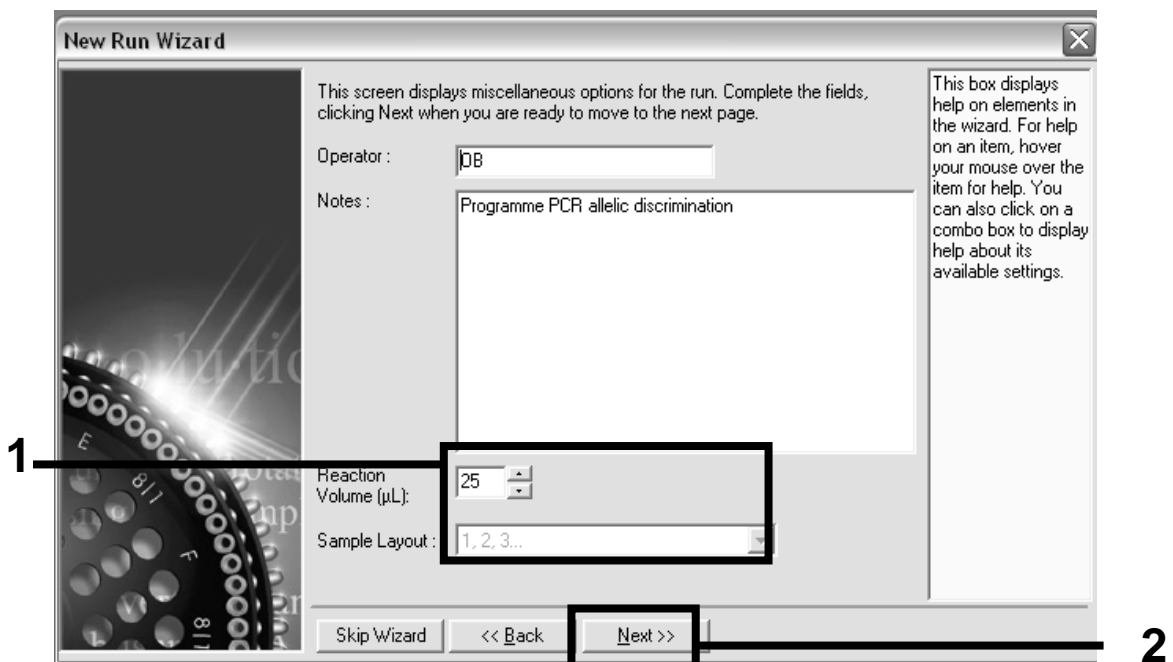 New Run Wizard
This screen displays miscellaneous options for the run. Complete the fields,
clicking Next when you are ready to move to the next page.
Operator :
OB
Notes :
Programme PCR allelic discrimination
Reaction
Volume (µL):
25
Sample Layout :
1, 2, 3...
Skip Wizard
<< Back
Next >>
This box displays
help on elements in
the wizard. For help
on an item, hover
your mouse over the
item for help. You
can also click on a
combo box to display
help about its
available settings.
1
2
E
8|1
F
8|1